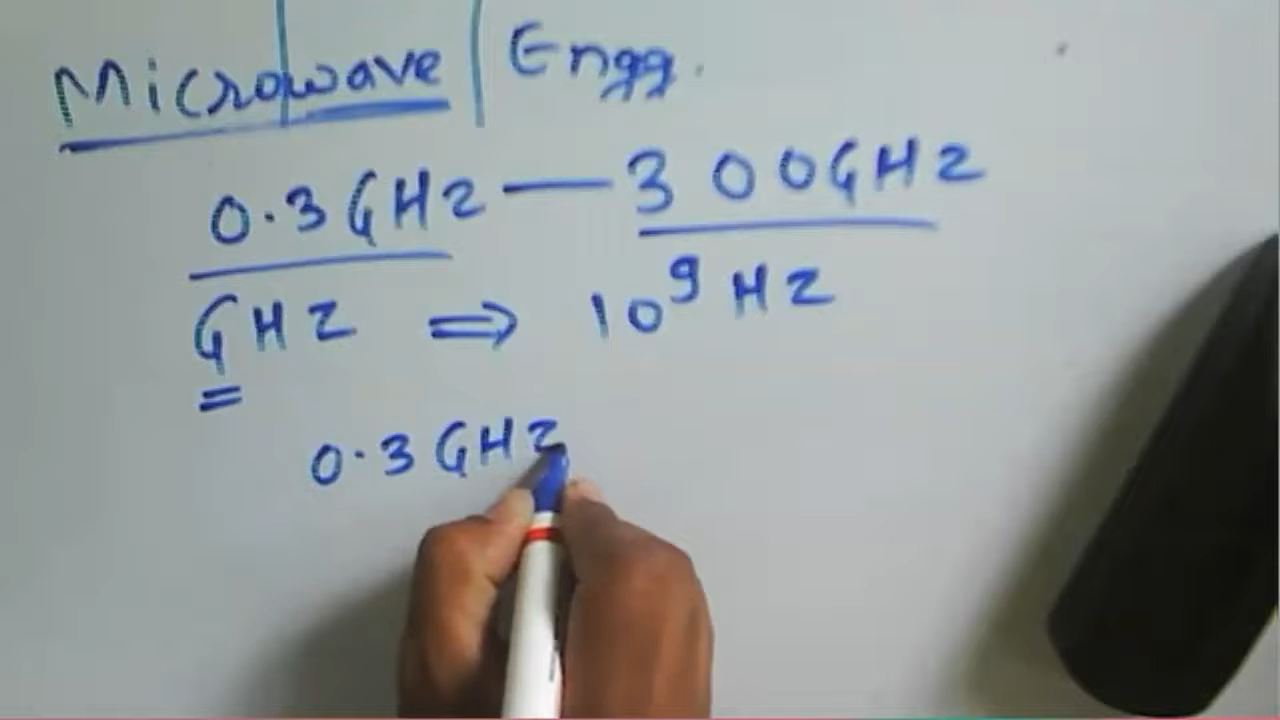 Microwave Engg.
0.3 GHz — 300 GHz
GHz ⇒ 10⁹ Hz
0.3 GHz